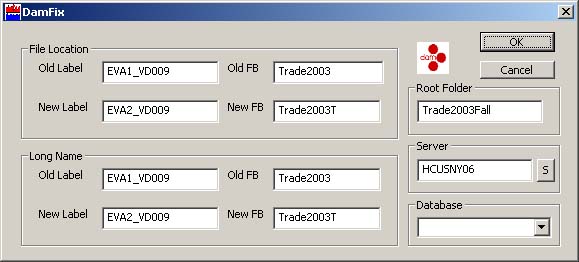 DamFix
File Location
Old Label EVA1_VD009 Old FB Trade2003
New Label EVA2_VD009 New FB Trade2003T
Long Name
Old Label EVA1_VD009 Old FB Trade2003
New Label EVA2_VD009 New FB Trade2003T
dam
OK
Cancel
Root Folder
Trade2003Fall
Server
HCUSNY06 S
Database